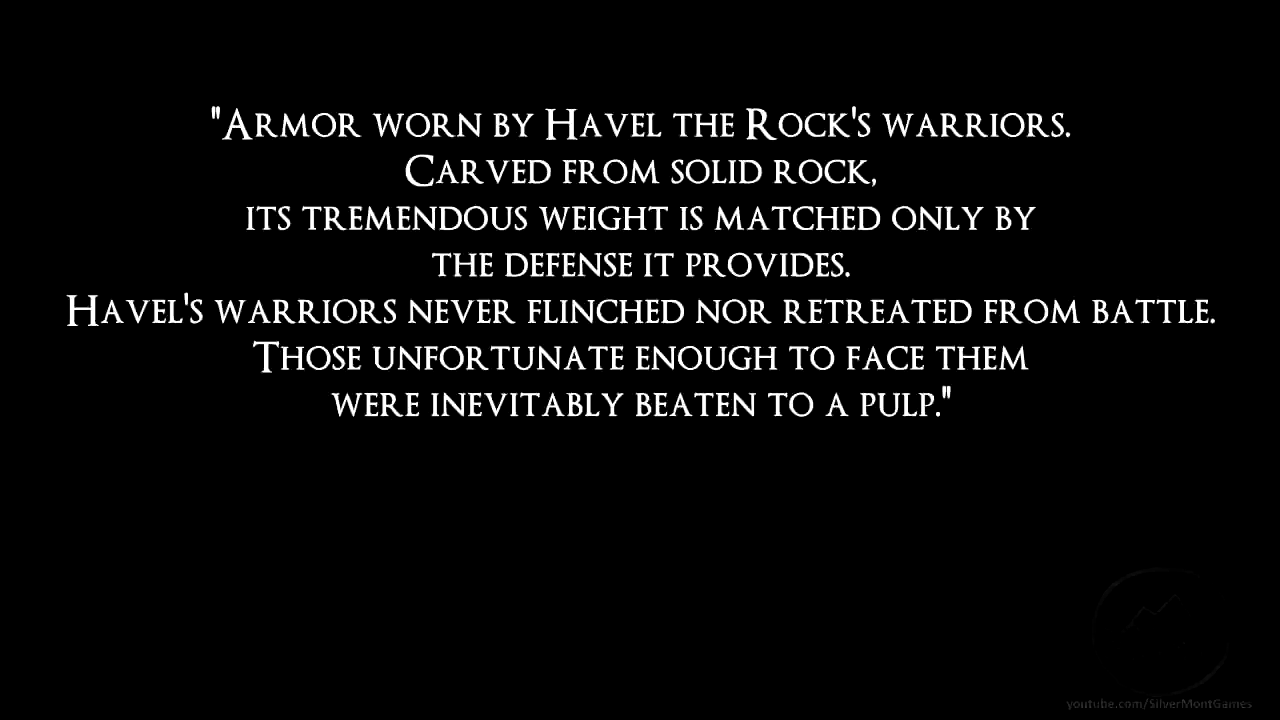 "Armor worn by Havel the Rock's warriors.
Carved from solid rock,
its tremendous weight is matched only by
the defense it provides.
Havel's warriors never flinched nor retreated from battle.
Those unfortunate enough to face them
were inevitably beaten to a pulp."
youtube.com/SilverMontGames